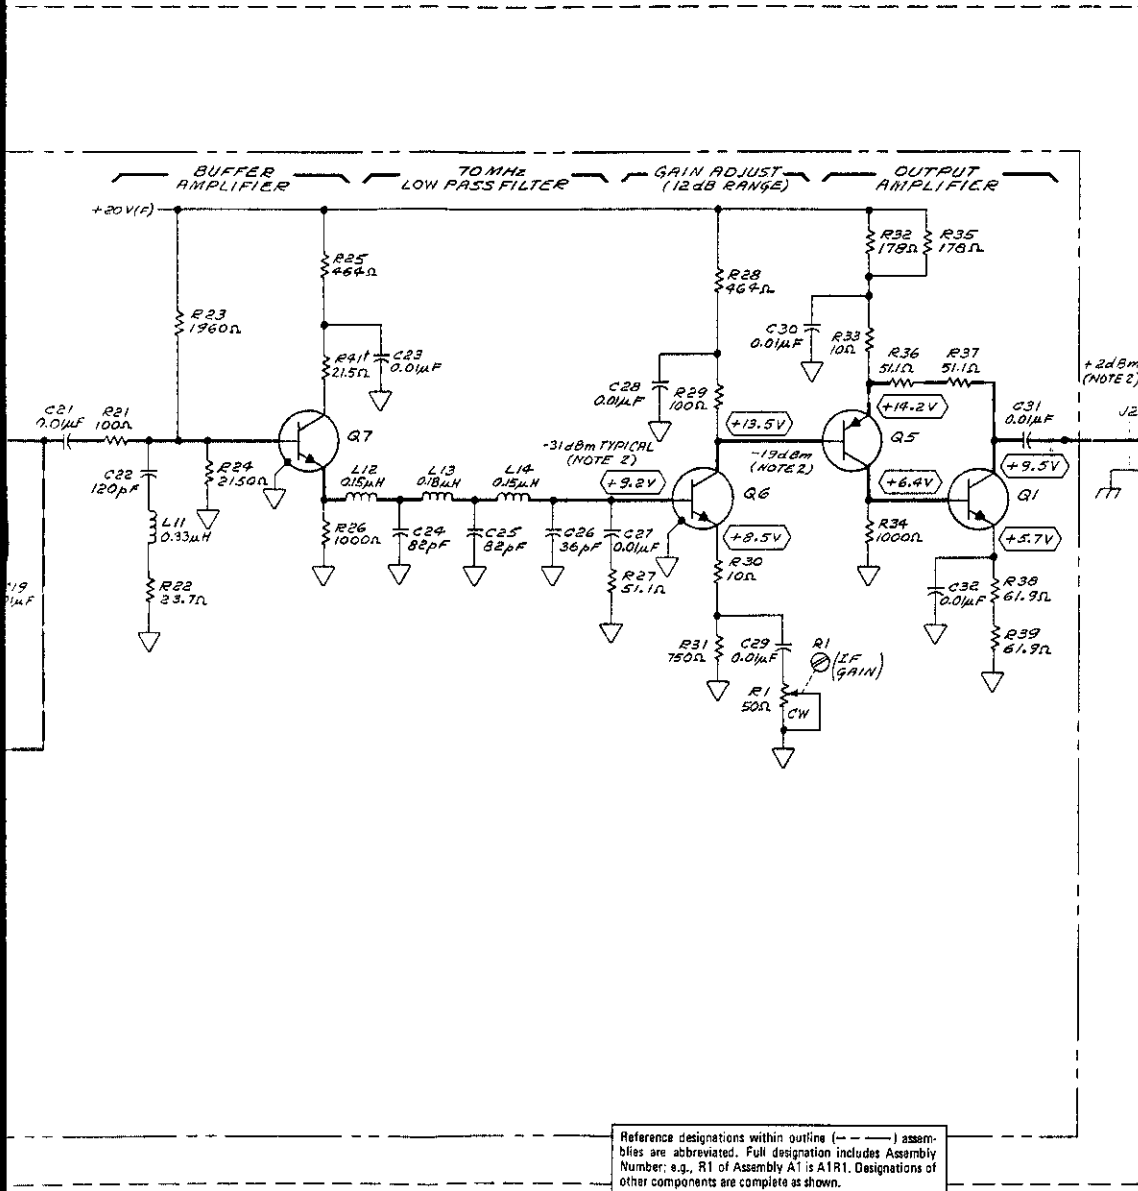 BUFFER
AMPLIFIER
70 MHz
LOW PASS FILTER
GAIN ADJUST
(12dB RANGE)
OUTPUT
AMPLIFIER
+20V(F)
R25
464Ω
R23
1960Ω
R41†
21.5Ω
C23
0.01µF
C21
0.01µF
R21
100Ω
C22
120pF
R24
2150Ω
L11
0.33µH
R22
23.7Ω
Q7
R26
1000Ω
L12
0.15µH
L13
0.18µH
L14
0.15µH
C24
82pF
C25
82pF
C26
36pF
C27
0.01µF
R27
51.1Ω
-31dBm TYPICAL
(NOTE 2)
+9.2V
R28
464Ω
C28
0.01µF
R29
100Ω
+13.5V
-19dBm
(NOTE 2)
Q6
+8.5V
R30
10Ω
R31
750Ω
C29
0.01µF
R1
(IF
GAIN)
R1
50Ω
CW
R32
178Ω
R35
178Ω
C30
0.01µF
R33
10Ω
R36
51.1Ω
R37
51.1Ω
+14.2V
Q5
+6.4V
R34
1000Ω
C31
0.01µF
+9.5V
Q1
+5.7V
C32
0.01µF
R38
61.9Ω
R39
61.9Ω
+2dBm
(NOTE 2)
J2
C19
01µF
Reference designations within outline (— — ——) assem-
blies are abbreviated. Full designation includes Assembly
Number; e.g., R1 of Assembly A1 is A1R1. Designations of
other components are complete as shown.